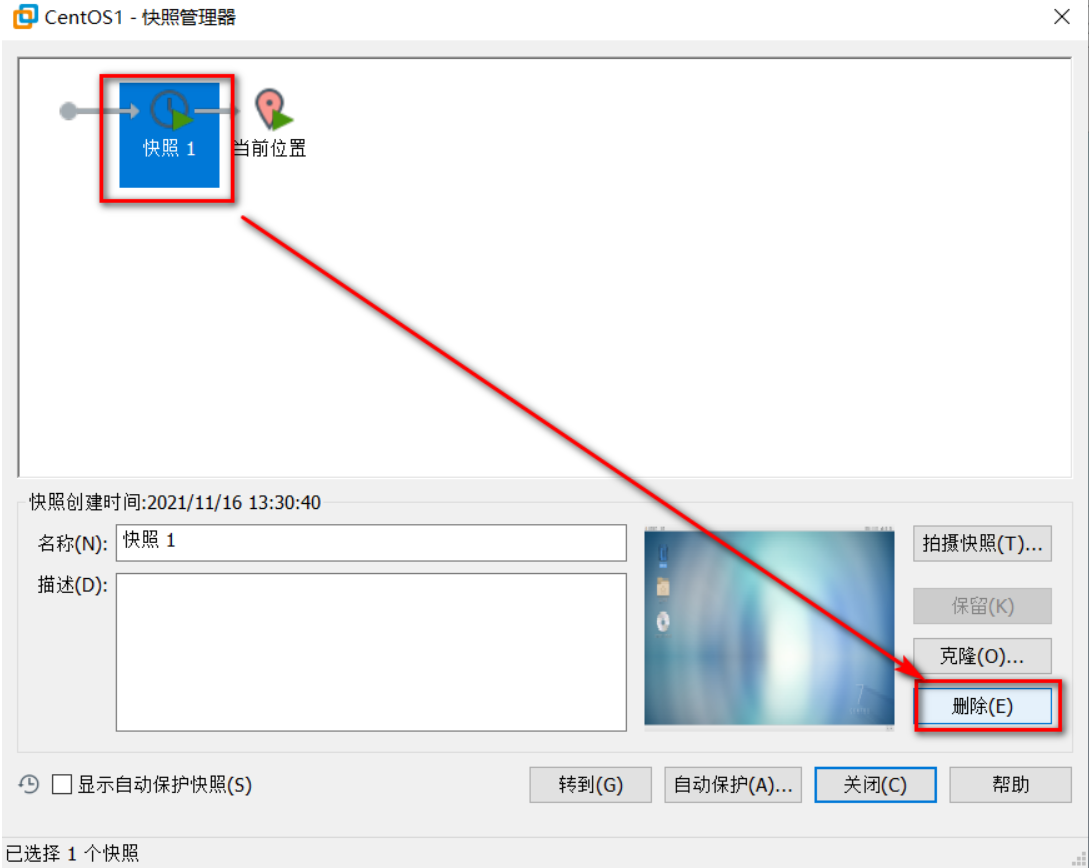 CentOS1 - 快照管理器
快照 1
当前位置
快照创建时间:2021/11/16 13:30:40
名称(N):
快照 1
拍摄快照(T)...
描述(D):
保留(K)
克隆(O)...
删除(E)
显示自动保护快照(S)
转到(G)
自动保护(A)...
关闭(C)
帮助
已选择 1 个快照